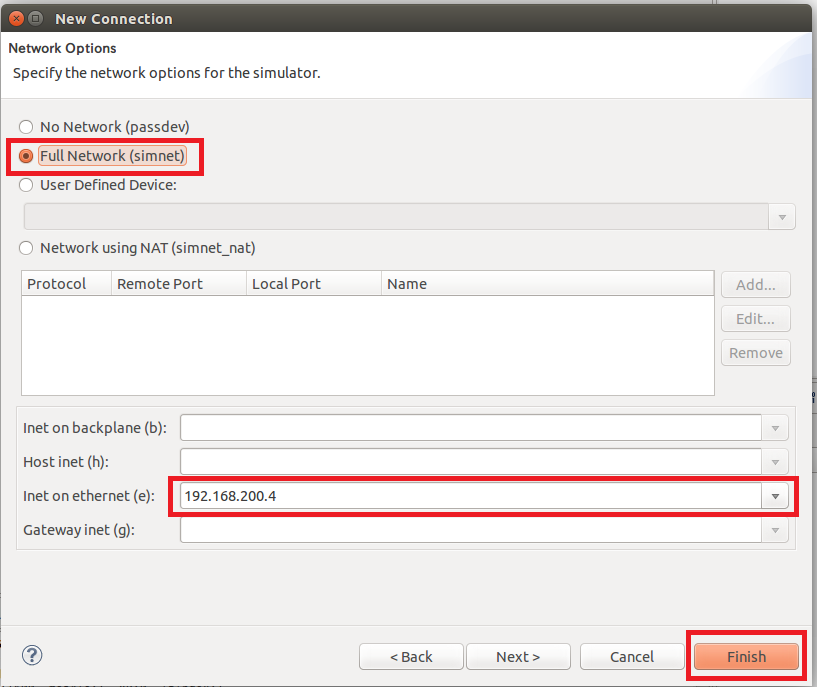 New Connection
Network Options
Specify the network options for the simulator.
No Network (passdev)
Full Network (simnet)
User Defined Device:
Network using NAT (simnet_nat)
Protocol Remote Port Local Port Name
Add...
Edit...
Remove
Inet on backplane (b):
Host inet (h):
Inet on ethernet (e): 192.168.200.4
Gateway inet (g):
? < Back Next > Cancel Finish